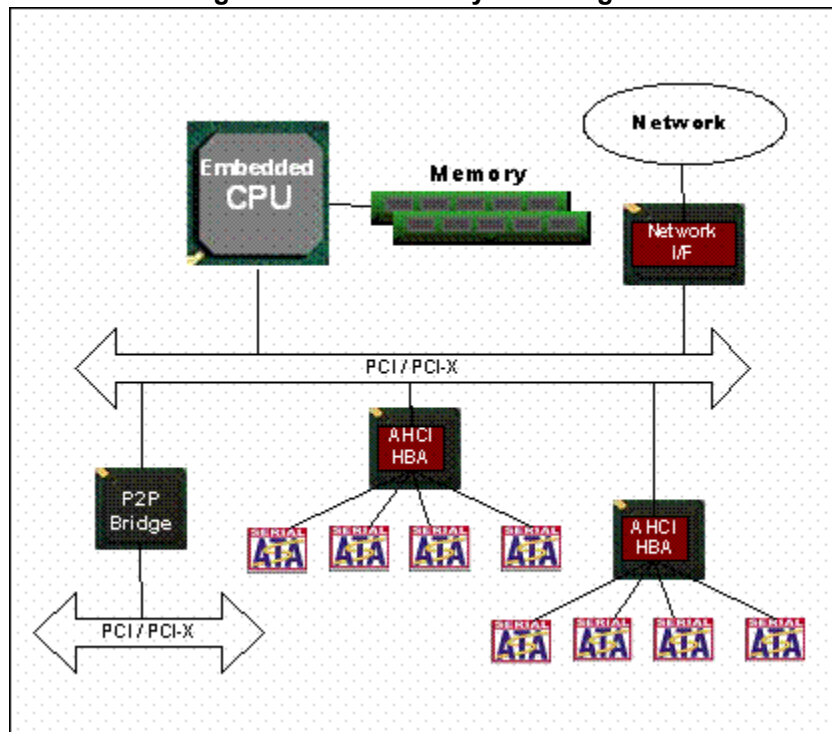 Embedded
CPU
Memory
Network
Network
I/F
PCI / PCI-X
AHCI
HBA
P2P
Bridge
SERIAL
ATA
SERIAL
ATA
SERIAL
ATA
SERIAL
ATA
AHCI
HBA
PCI / PCI-X
SERIAL
ATA
SERIAL
ATA
SERIAL
ATA
SERIAL
ATA